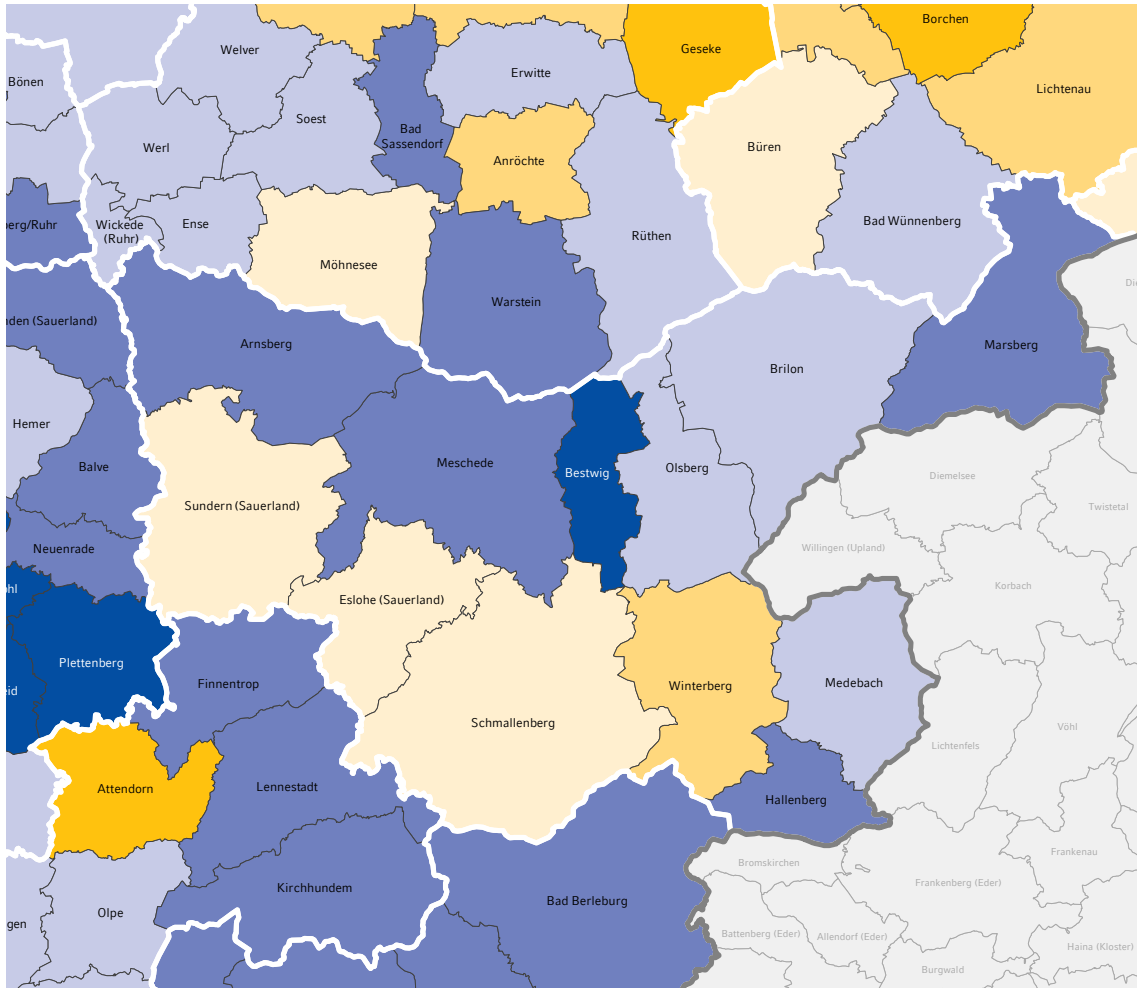 Borchen
Welver
Geseke
Erwitte
Bönen
Lichtenau
Soest
Bad
Sassendorf
Werl
Büren
Anröchte
Wickede
(Ruhr)
Ense
Bad Wünnenberg
erg/Ruhr
Rüthen
Möhnesee
Warstein
nden (Sauerland)
Arnsberg
Marsberg
Brilon
Hemer
Meschede
Balve
Olsberg
Bestwig
Diemelsee
Sundern (Sauerland)
Twistetal
Neuenrade
Willingen (Upland)
Korbach
Eslohe (Sauerland)
Plettenberg
Finnentrop
Winterberg
Medebach
eid
Schmallenberg
Vöhl
Lichtenfels
Attendorn
Lennestadt
Hallenberg
Frankenau
Bromskirchen
Frankenberg (Eder)
Kirchhundem
Bad Berleburg
Olpe
gen
Battenberg (Eder)
Allendorf (Eder)
Haina (Kloster)
Burgwald